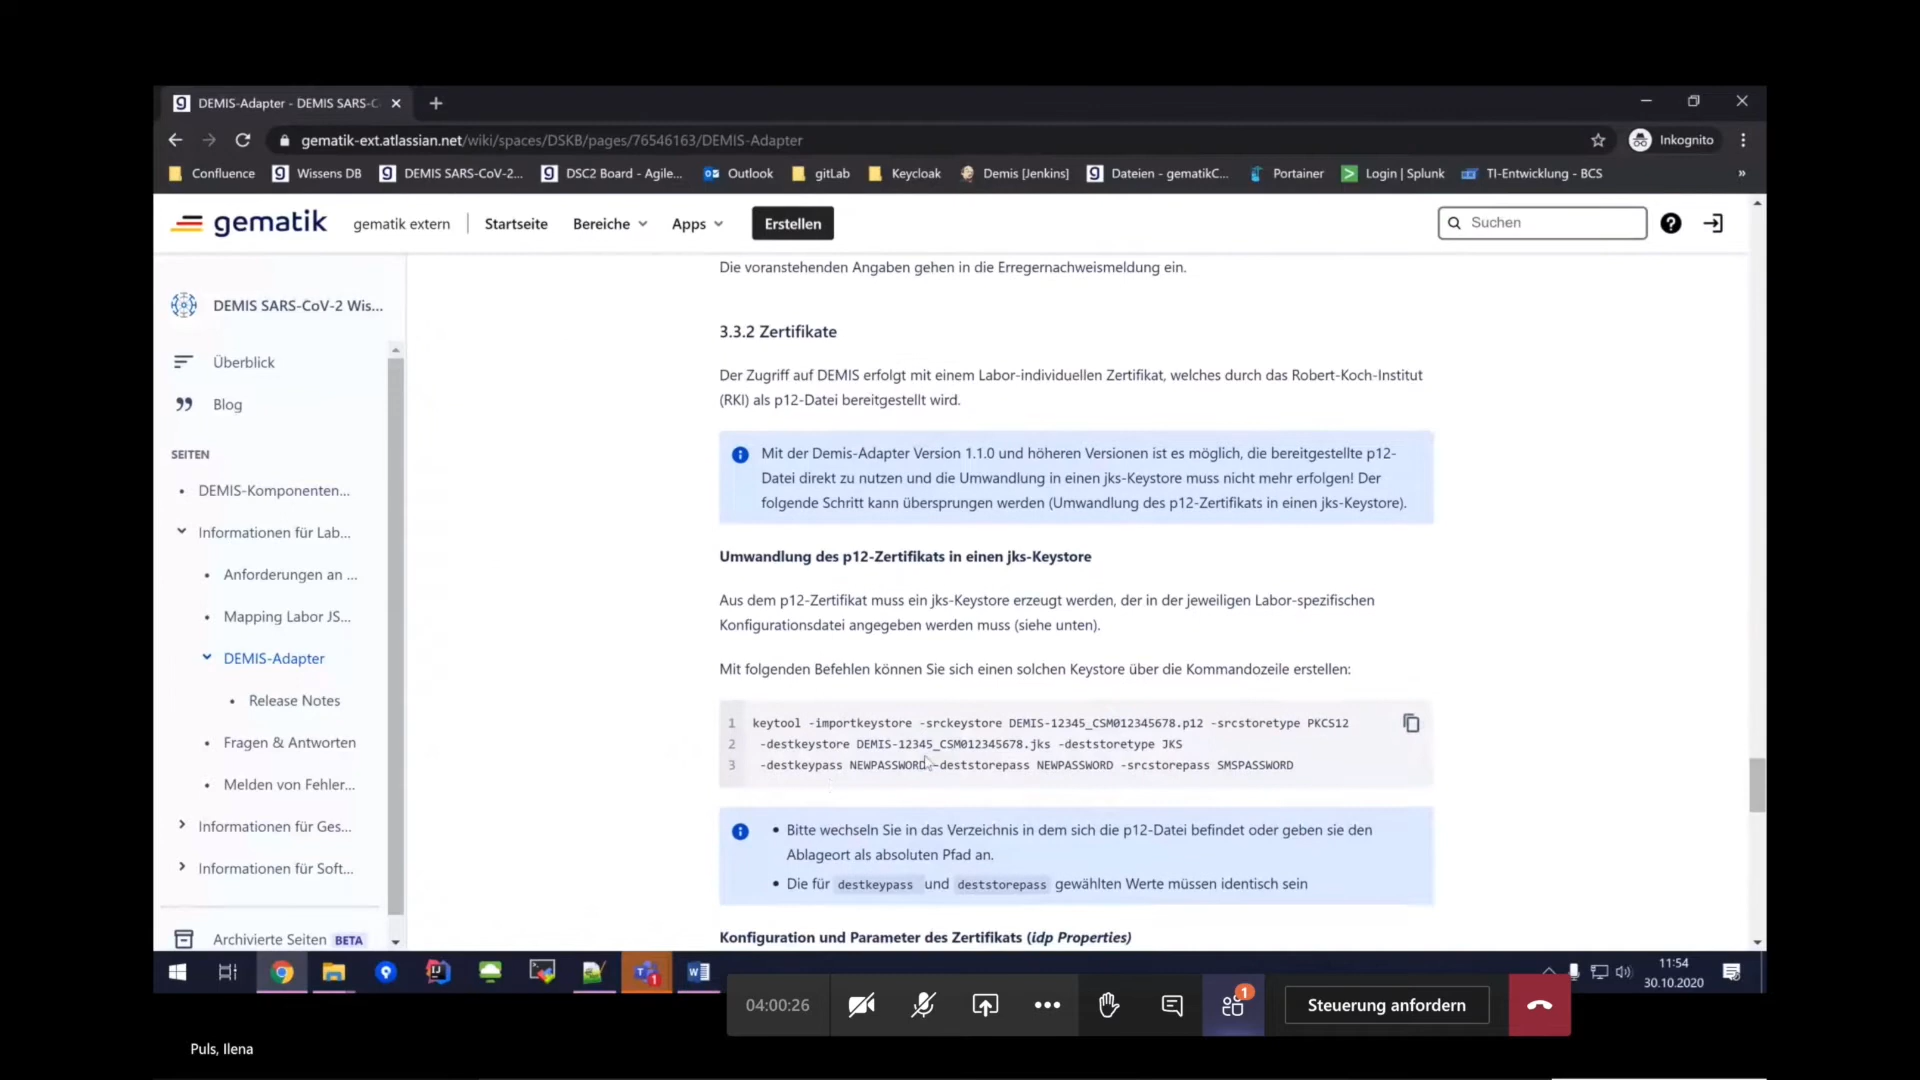 DEMIS-Adapter - DEMIS SARS-C
gematik-ext.atlassian.net/wiki/spaces/DSKB/pages/76546163/DEMIS-Adapter
Inkognito
Confluence
Wissens DB
DEMIS SARS-CoV-2...
DSC2 Board - Agile...
Outlook
gitLab
Keycloak
Demis [Jenkins]
Dateien - gematikC...
Portainer
Login | Splunk
TI-Entwicklung - BCS
»
gematik
gematik extern
Startseite
Bereiche
Apps
Erstellen
Suchen
DEMIS SARS-CoV-2 Wis...
Überblick
Blog
SEITEN
• DEMIS-Komponenten...
Informationen für Lab...
• Anforderungen an ...
• Mapping Labor JS...
DEMIS-Adapter
• Release Notes
• Fragen & Antworten
• Melden von Fehler...
Informationen für Ges...
Informationen für Soft...
Archivierte Seiten BETA
Die voranstehenden Angaben gehen in die Erregernachweismeldung ein.
3.3.2 Zertifikate
Der Zugriff auf DEMIS erfolgt mit einem Labor-individuellen Zertifikat, welches durch das Robert-Koch-Institut
(RKI) als p12-Datei bereitgestellt wird.
Mit der Demis-Adapter Version 1.1.0 und höheren Versionen ist es möglich, die bereitgestellte p12-
Datei direkt zu nutzen und die Umwandlung in einen jks-Keystore muss nicht mehr erfolgen! Der
folgende Schritt kann übersprungen werden (Umwandlung des p12-Zertifikats in einen jks-Keystore).
Umwandlung des p12-Zertifikats in einen jks-Keystore
Aus dem p12-Zertifikat muss ein jks-Keystore erzeugt werden, der in der jeweiligen Labor-spezifischen
Konfigurationsdatei angegeben werden muss (siehe unten).
Mit folgenden Befehlen können Sie sich einen solchen Keystore über die Kommandozeile erstellen:
1 keytool -importkeystore -srckeystore DEMIS-12345_CSM012345678.p12 -srcstoretype PKCS12
2 -destkeystore DEMIS-12345_CSM012345678.jks -deststoretype JKS
3 -destkeypass NEWPASSWORD -deststorepass NEWPASSWORD -srcstorepass SMSPASSWORD
• Bitte wechseln Sie in das Verzeichnis in dem sich die p12-Datei befindet oder geben sie den
Ablageort als absoluten Pfad an.
• Die für destkeypass und deststorepass gewählten Werte müssen identisch sein
Konfiguration und Parameter des Zertifikats (idp Properties)
11:54
30.10.2020
04:00:26
1
Steuerung anfordern
Puls, Ilena